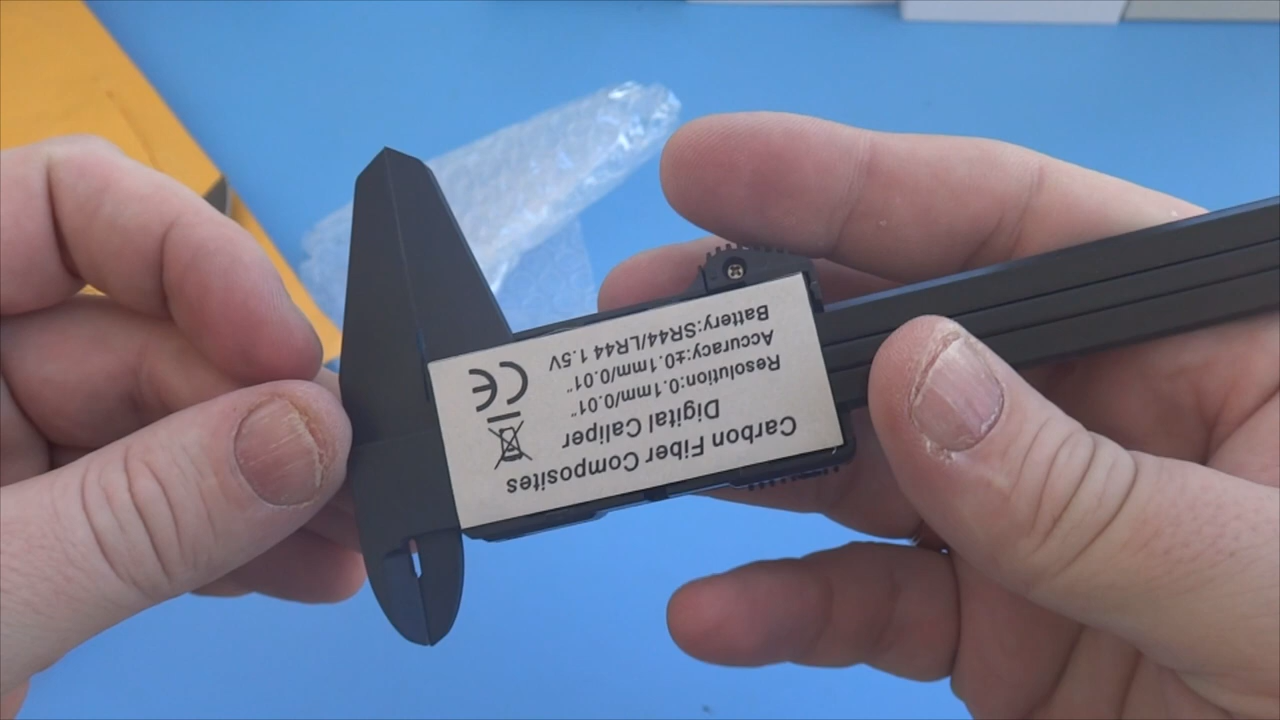 Carbon Fiber Composites
Digital Caliper
Resolution:0.1mm/0.01"
Accuracy:±0.1mm/0.01"
Battery:SR44/LR44 1.5V
CE